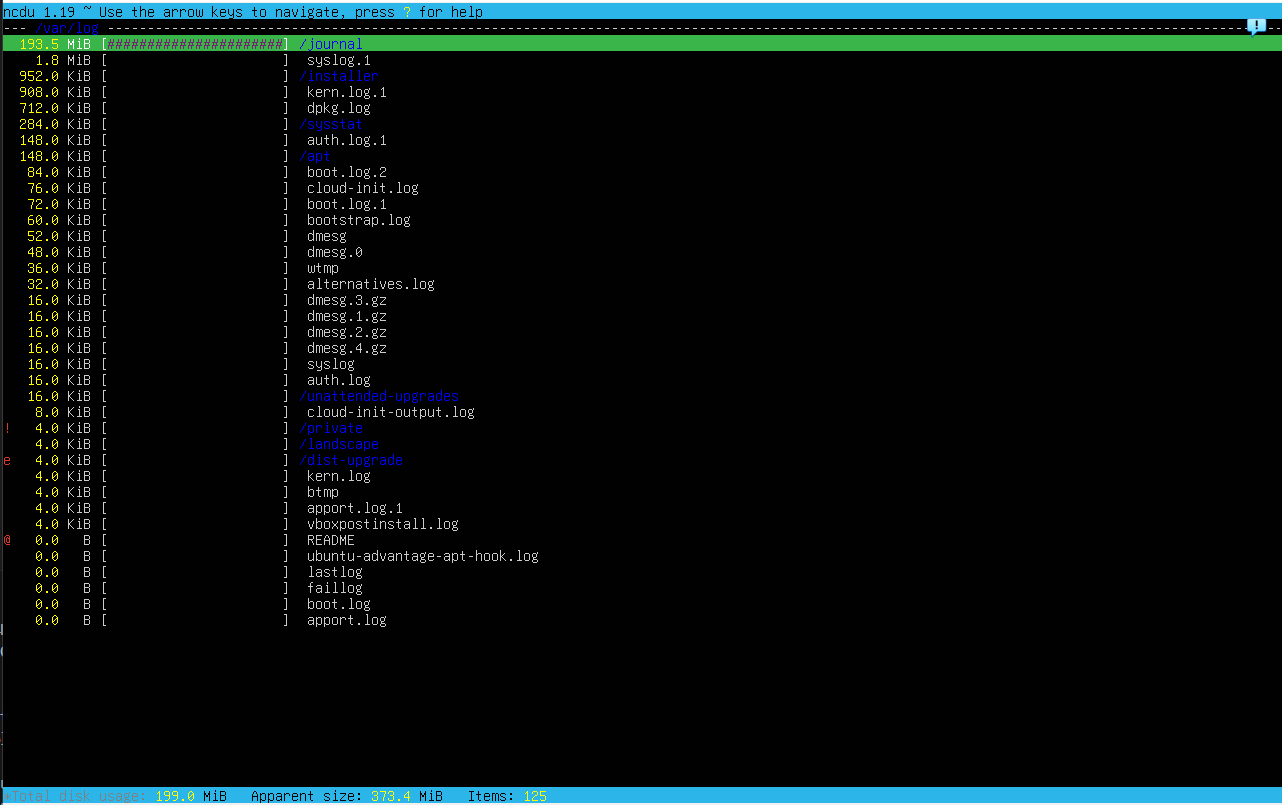 ncdu 1.19 ~ Use the arrow keys to navigate, press ? for help
--- /var/log ---
193.5 MiB [######################] /journal
1.8 MiB [                      ]  syslog.1
952.0 KiB [                      ] /installer
908.0 KiB [                      ]  kern.log.1
712.0 KiB [                      ]  dpkg.log
284.0 KiB [                      ] /sysstat
148.0 KiB [                      ]  auth.log.1
148.0 KiB [                      ] /apt
84.0 KiB [                      ]  boot.log.2
76.0 KiB [                      ]  cloud-init.log
72.0 KiB [                      ]  boot.log.1
60.0 KiB [                      ]  bootstrap.log
52.0 KiB [                      ]  dmesg
48.0 KiB [                      ]  dmesg.0
36.0 KiB [                      ]  wtmp
32.0 KiB [                      ]  alternatives.log
16.0 KiB [                      ]  dmesg.3.gz
16.0 KiB [                      ]  dmesg.1.gz
16.0 KiB [                      ]  dmesg.2.gz
16.0 KiB [                      ]  dmesg.4.gz
16.0 KiB [                      ]  syslog
16.0 KiB [                      ]  auth.log
16.0 KiB [                      ] /unattended-upgrades
8.0 KiB [                      ]  cloud-init-output.log
! 4.0 KiB [                      ] /private
4.0 KiB [                      ] /landscape
e 4.0 KiB [                      ] /dist-upgrade
4.0 KiB [                      ]  kern.log
4.0 KiB [                      ]  btmp
4.0 KiB [                      ]  apport.log.1
4.0 KiB [                      ]  vboxpostinstall.log
@ 0.0 B [                      ]  README
0.0 B [                      ]  ubuntu-advantage-apt-hook.log
0.0 B [                      ]  lastlog
0.0 B [                      ]  faillog
0.0 B [                      ]  boot.log
0.0 B [                      ]  apport.log
*Total disk usage: 199.0 MiB   Apparent size: 373.4 MiB   Items: 125